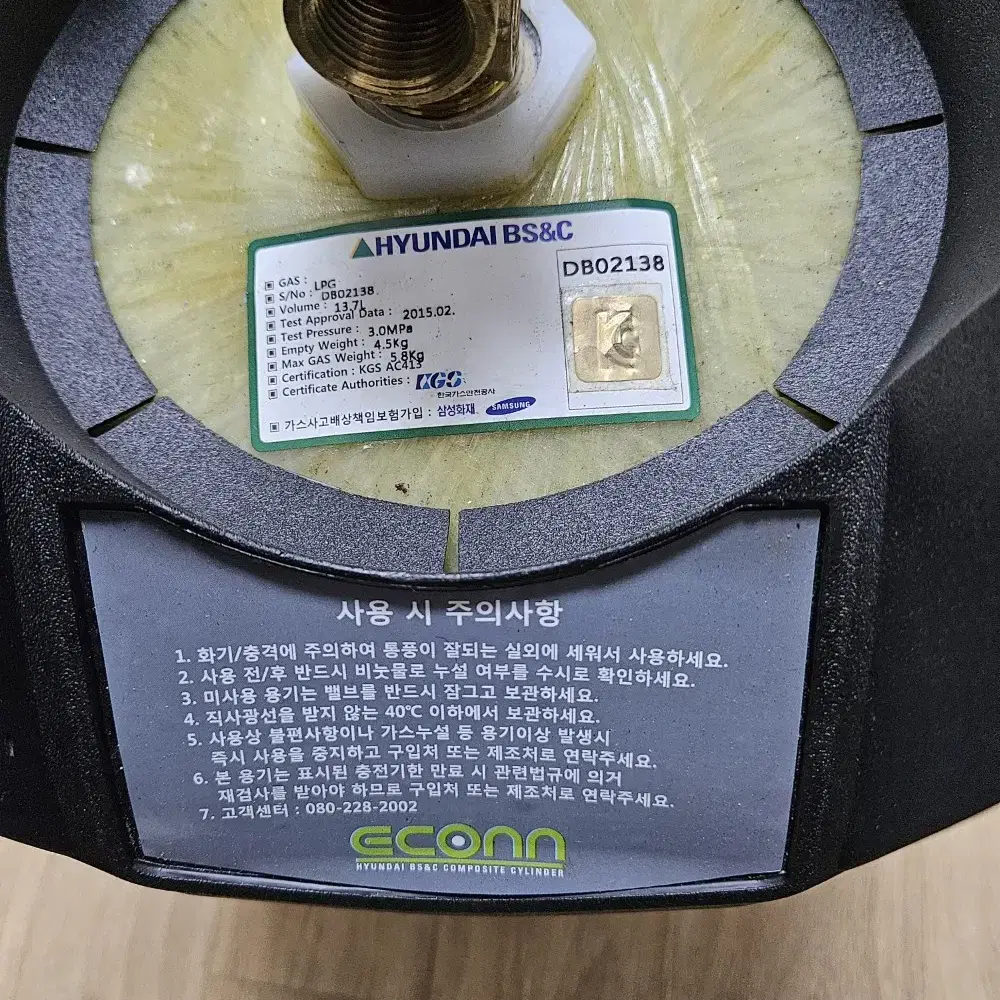 HYUNDAI BS&C
GAS : LPG
S/No : DB02138
Volume : 13.7L
Test Approval Data : 2015.02.
Test Pressure : 3.0MPa
Empty Weight : 4.5Kg
Max GAS Weight : 5.8Kg
Certification : KGS AC413
Certificate Authorities : KGS
한국가스안전공사
가스사고배상책임보험가입 : 삼성화재 SAMSUNG
DB02138
사용 시 주의사항
1. 화기/충격에 주의하여 통풍이 잘되는 실외에 세워서 사용하세요.
2. 사용 전/후 반드시 비눗물로 누설 여부를 수시로 확인하세요.
3. 미사용 용기는 밸브를 반드시 잠그고 보관하세요.
4. 직사광선을 받지 않는 40℃ 이하에서 보관하세요.
5. 사용상 불편사항이나 가스누설 등 용기이상 발생시
즉시 사용을 중지하고 구입처 또는 제조처로 연락주세요.
6. 본 용기는 표시된 충전기한 만료 시 관련법규에 의거
재검사를 받아야 하므로 구입처 또는 제조처로 연락주세요.
7. 고객센터 : 080-228-2002
ECONN
HYUNDAI BS&C COMPOSITE CYLINDER